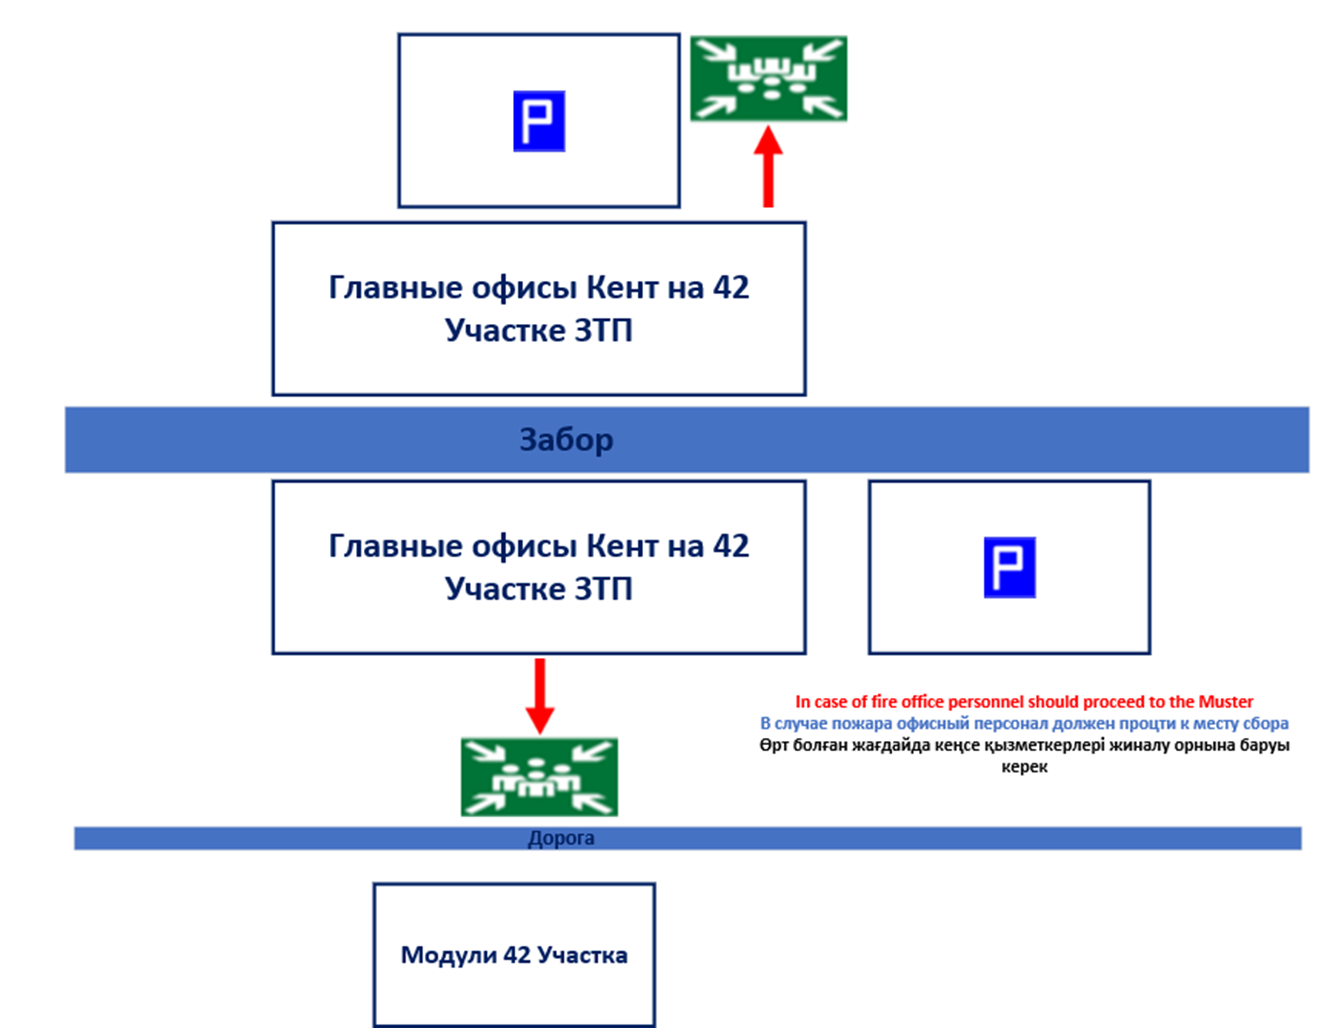 P
Главные офисы Кент на 42
Участке ЗТП
Забор
Главные офисы Кент на 42
Участке ЗТП
P
In case of fire office personnel should proceed to the Muster
В случае пожара офисный персонал должен процти к месту сбора
Өрт болған жағдайда кеңсе қызметкерлері жиналу орнына баруы
керек
Дорога
Модули 42 Участка